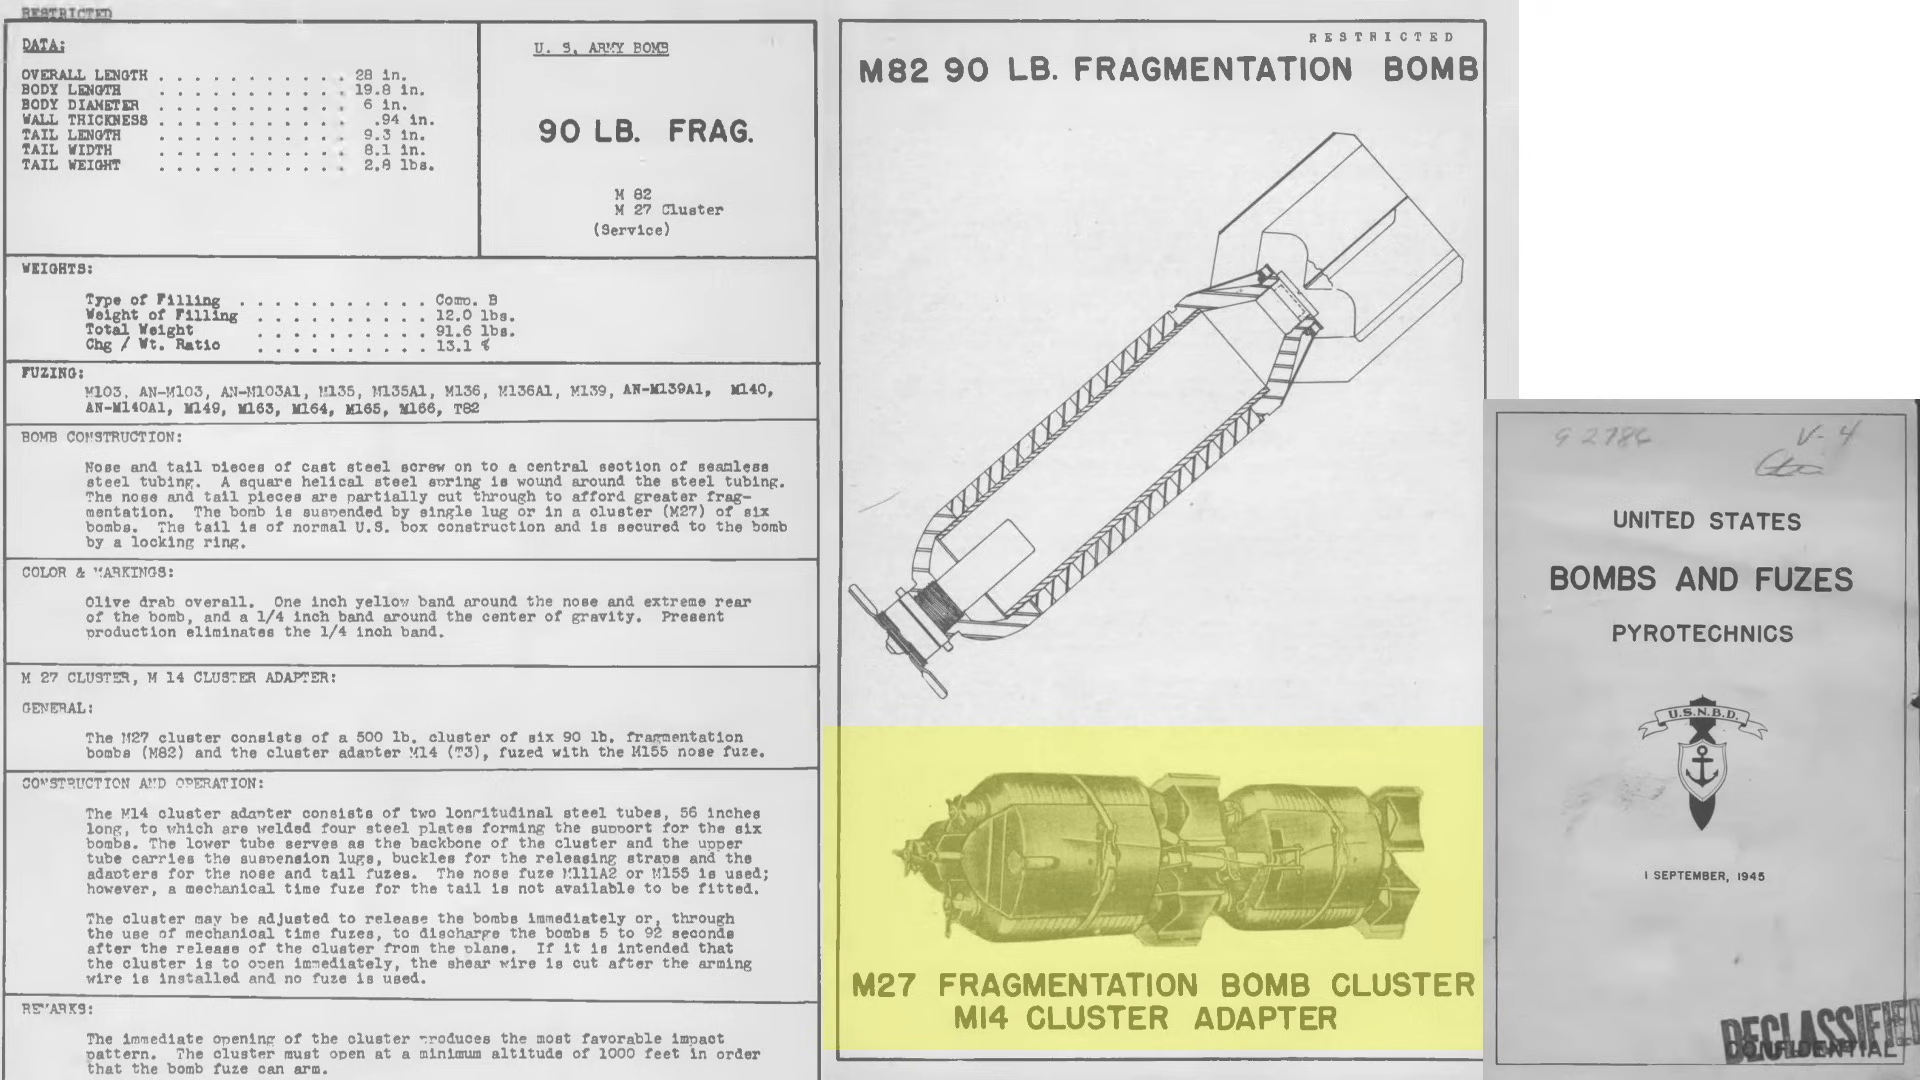 RESTRICTED
DATA:
OVERALL LENGTH . . . . . . . . . . . 28 in.
BODY LENGTH . . . . . . . . . . . 19.8 in.
BODY DIAMETER . . . . . . . . . . . 6 in.
WALL THICKNESS . . . . . . . . . . . .94 in.
TAIL LENGTH . . . . . . . . . . . 9.3 in.
TAIL WIDTH . . . . . . . . . . . 8.1 in.
TAIL WEIGHT . . . . . . . . . . . 2.8 lbs.
U. S. ARMY BOMB
90 LB. FRAG.
M 82
M 27 Cluster
(Service)
WEIGHTS:
Type of Filling . . . . . . . . . . . Comp. B
Weight of Filling . . . . . . . . . . 12.0 lbs.
Total Weight . . . . . . . . . . 91.6 lbs.
Chg / Wt. Ratio . . . . . . . . . . 13.1 %
FUZING:
M103, AN-M103, AN-M103A1, M135, M135A1, M136, M136A1, M139, AN-M139A1, M140,
AN-M140A1, M149, M163, M164, M165, M166, T82
BOMB CONSTRUCTION:
Nose and tail pieces of cast steel screw on to a central section of seamless
steel tubing. A square helical steel spring is wound around the steel tubing.
The nose and tail pieces are partially cut through to afford greater frag-
mentation. The bomb is suspended by single lug or in a cluster (M27) of six
bombs. The tail is of normal U.S. box construction and is secured to the bomb
by a locking ring.
COLOR & MARKINGS:
Olive drab overall. One inch yellow band around the nose and extreme rear
of the bomb, and a 1/4 inch band around the center of gravity. Present
production eliminates the 1/4 inch band.
M 27 CLUSTER, M 14 CLUSTER ADAPTER:
GENERAL:
The M27 cluster consists of a 500 lb. cluster of six 90 lb. fragmentation
bombs (M82) and the cluster adapter M14 (T3), fuzed with the M155 nose fuze.
CONSTRUCTION AND OPERATION:
The M14 cluster adapter consists of two longitudinal steel tubes, 56 inches
long, to which are welded four steel plates forming the support for the six
bombs. The lower tube serves as the backbone of the cluster and the upper
tube carries the suspension lugs, buckles for the releasing straps and the
adapters for the nose and tail fuzes. The nose fuze M111A2 or M155 is used;
however, a mechanical time fuze for the tail is not available to be fitted.
The cluster may be adjusted to release the bombs immediately or, through
the use of mechanical time fuzes, to discharge the bombs 5 to 92 seconds
after the release of the cluster from the plane. If it is intended that
the cluster is to open immediately, the shear wire is cut after the arming
wire is installed and no fuze is used.
REMARKS:
The immediate opening of the cluster produces the most favorable impact
pattern. The cluster must open at a minimum altitude of 1000 feet in order
that the bomb fuze can arm.
RESTRICTED
M82 90 LB. FRAGMENTATION BOMB
M27 FRAGMENTATION BOMB CLUSTER
M14 CLUSTER ADAPTER
V-4
UNITED STATES
BOMBS AND FUZES
PYROTECHNICS
U.S.N.B.D.
1 SEPTEMBER, 1945
DECLASSIFIED
CONFIDENTIAL